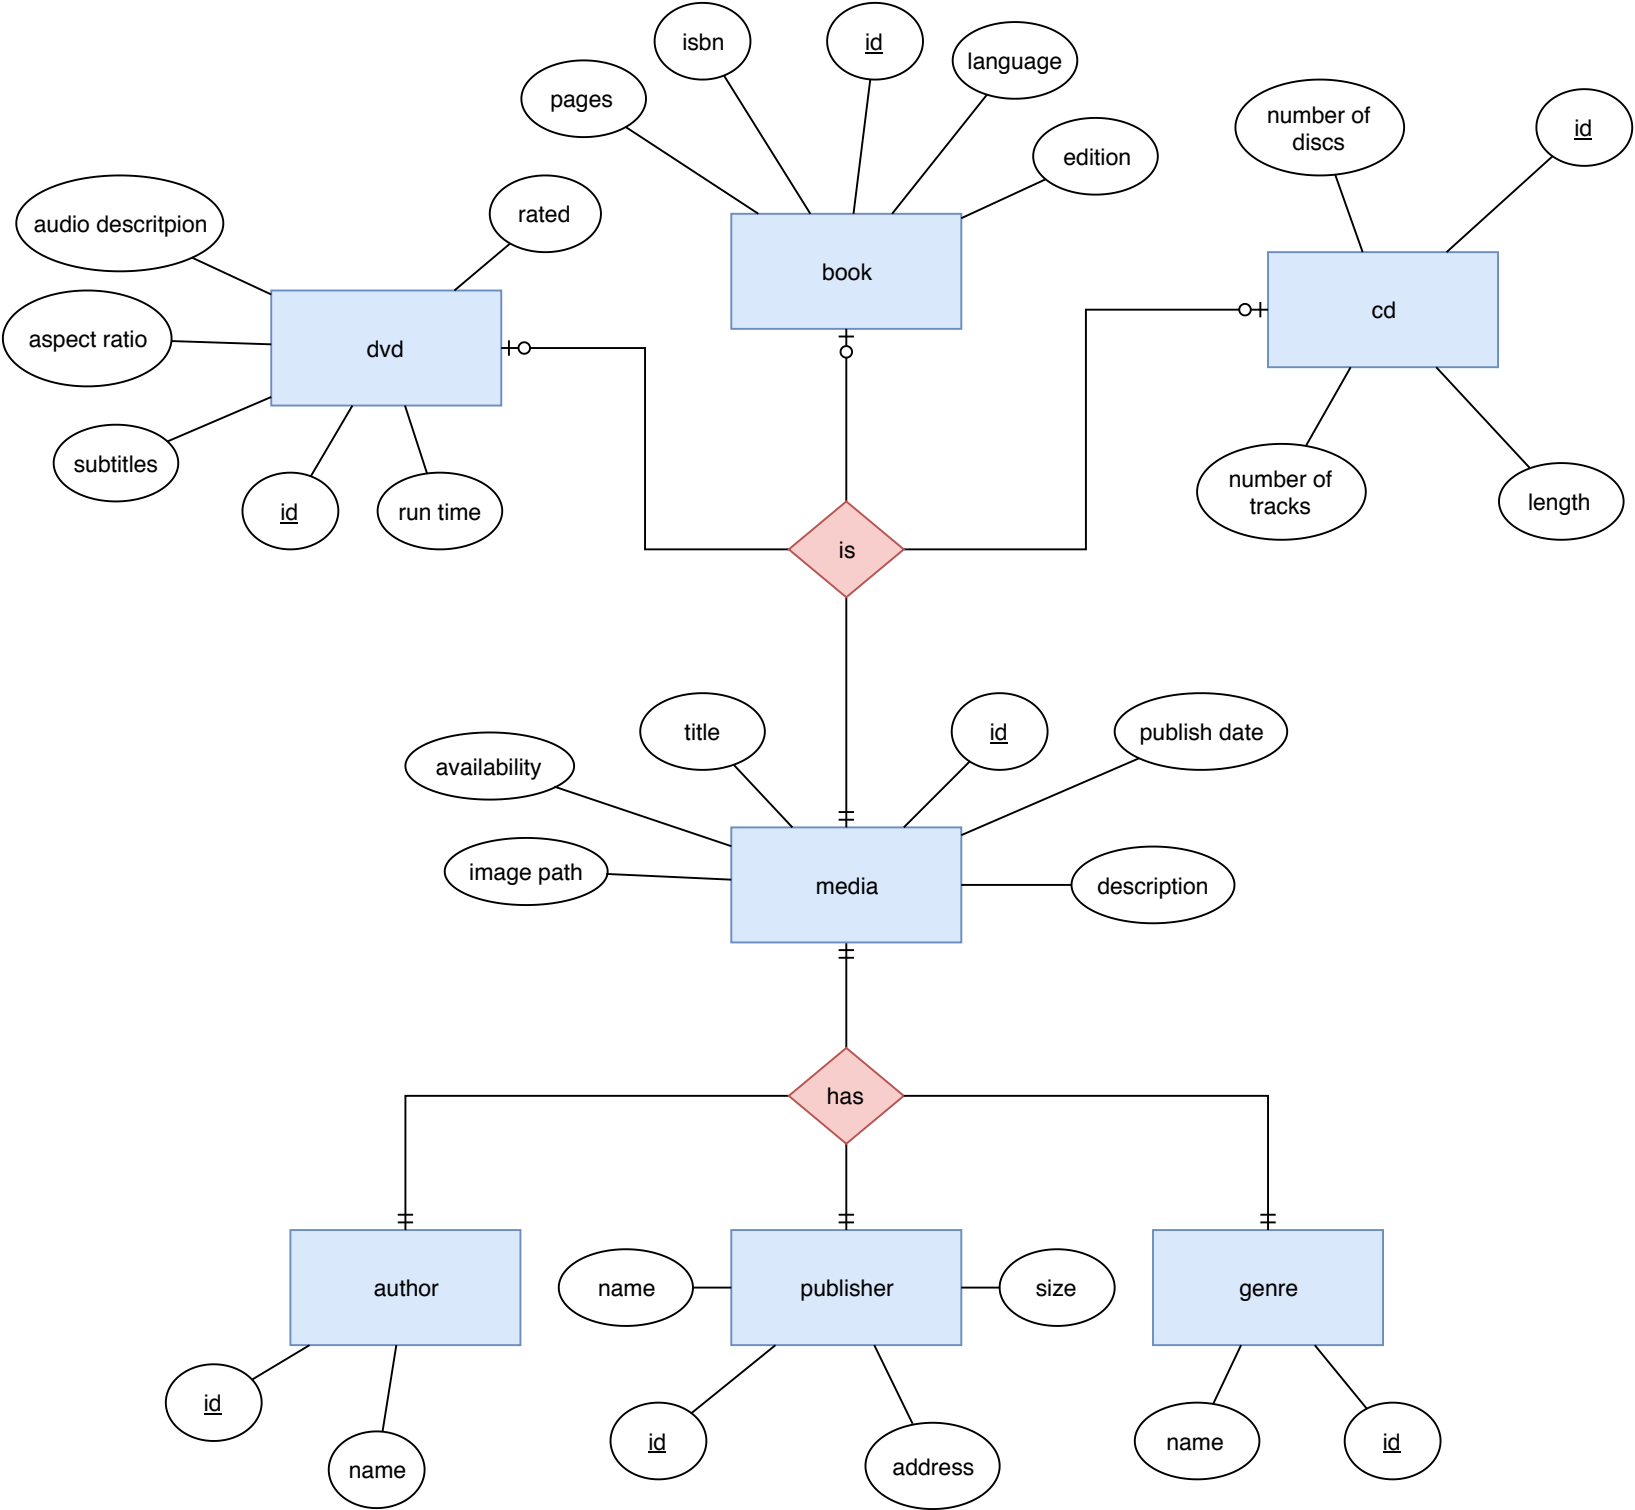 isbn
id
language
pages
edition
number of
discs
id
audio descritpion
rated
book
cd
aspect ratio
dvd
subtitles
id
run time
number of
tracks
length
is
title
id
publish date
availability
image path
media
description
has
author
name
publisher
size
genre
id
name
id
address
name
id